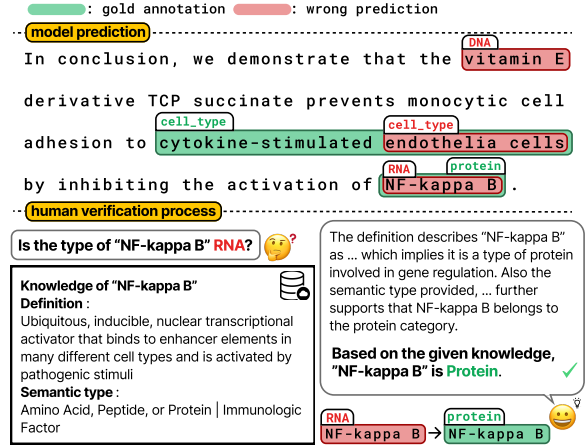 : gold annotation : wrong prediction
model prediction
DNA
In conclusion, we demonstrate that the vitamin E
derivative TCP succinate prevents monocytic cell
cell_type cell_type
adhesion to cytokine-stimulated endothelia cells
RNA protein
by inhibiting the activation of NF-kappa B .
human verification process
Is the type of “NF-kappa B” RNA?
?
Knowledge of “NF-kappa B”
Definition :
Ubiquitous, inducible, nuclear transcriptional
activator that binds to enhancer elements in
many different cell types and is activated by
pathogenic stimuli
Semantic type :
Amino Acid, Peptide, or Protein | Immunologic
Factor
The definition describes “NF-kappa B”
as ... which implies it is a type of protein
involved in gene regulation. Also the
semantic type provided, ... further
supports that NF-kappa B belongs to
the protein category.
Based on the given knowledge,
”NF-kappa B” is Protein.
RNA protein
NF-kappa B → NF-kappa B